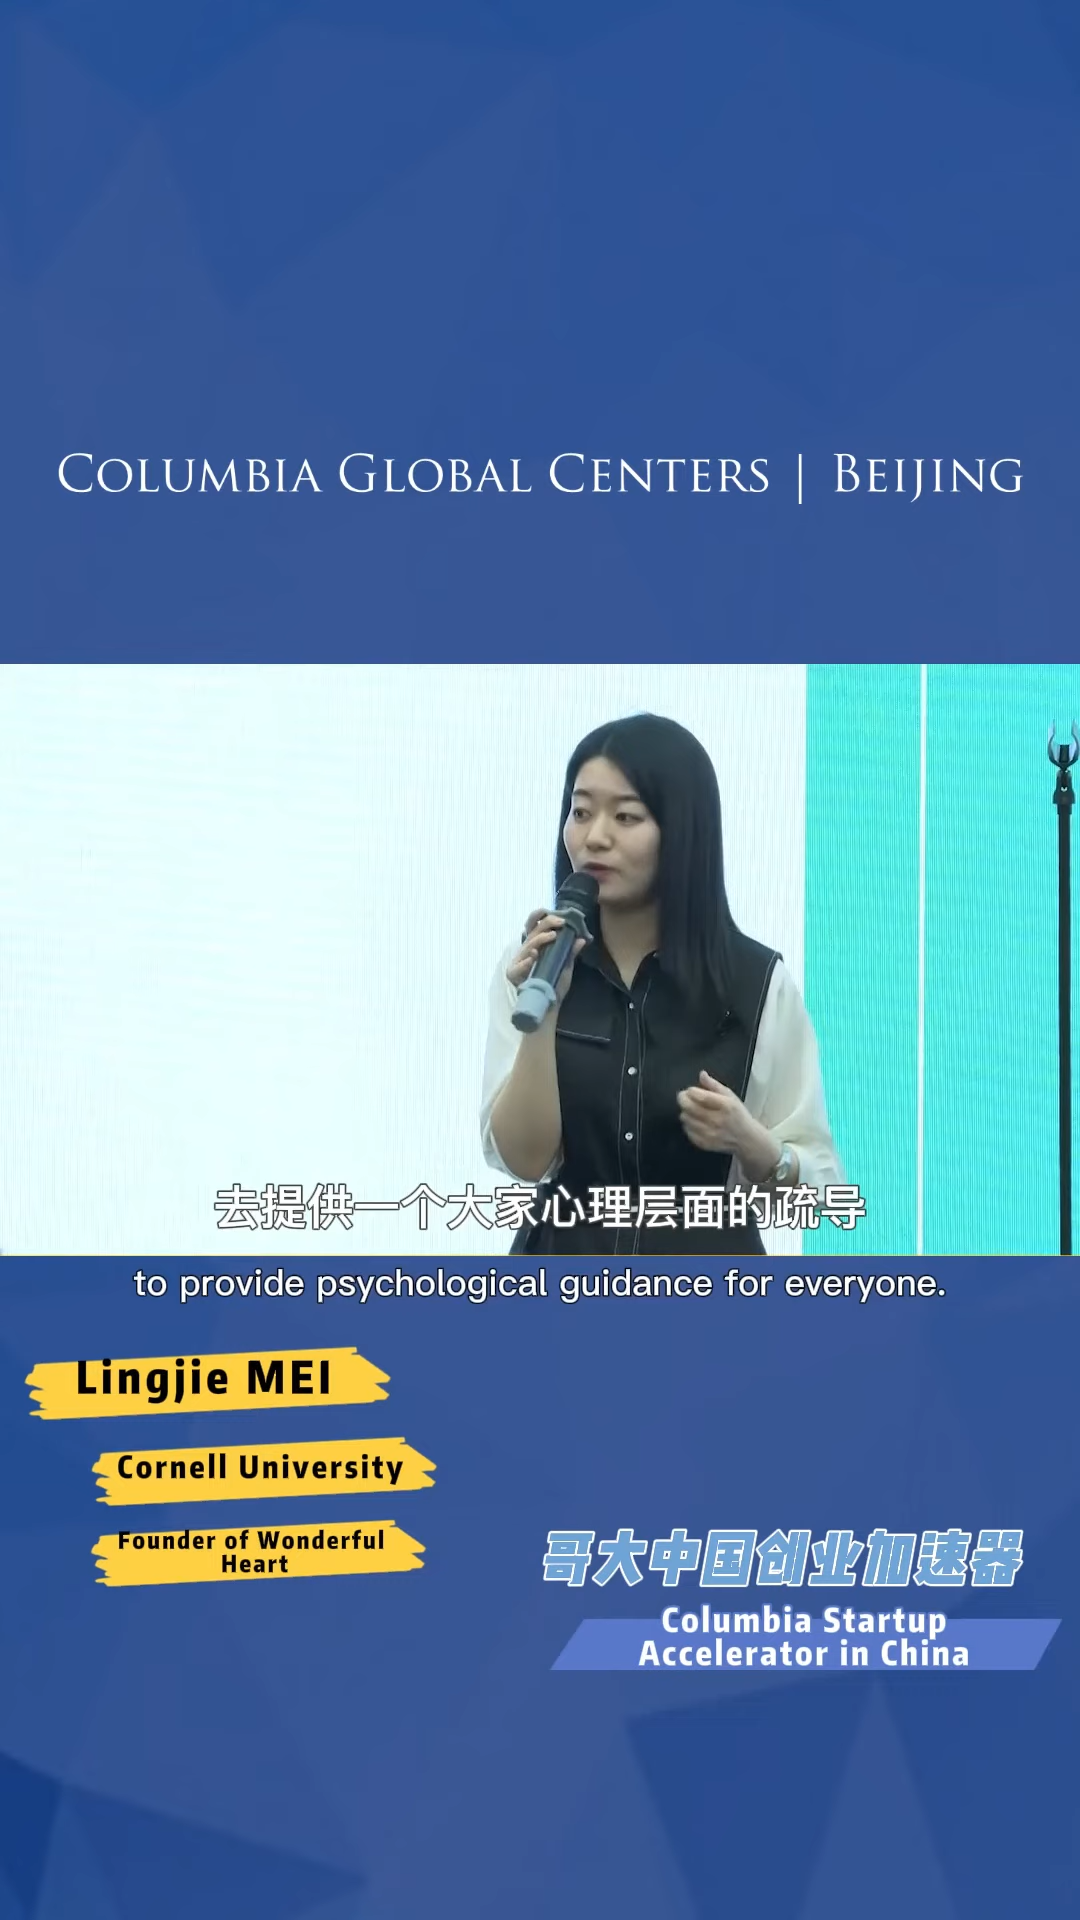 COLUMBIA GLOBAL CENTERS | BEIJING
去提供一个大家心理层面的疏导
to provide psychological guidance for everyone.
Lingjie MEI
Cornell University
Founder of Wonderful
Heart
哥大中国创业加速器
Columbia Startup
Accelerator in China